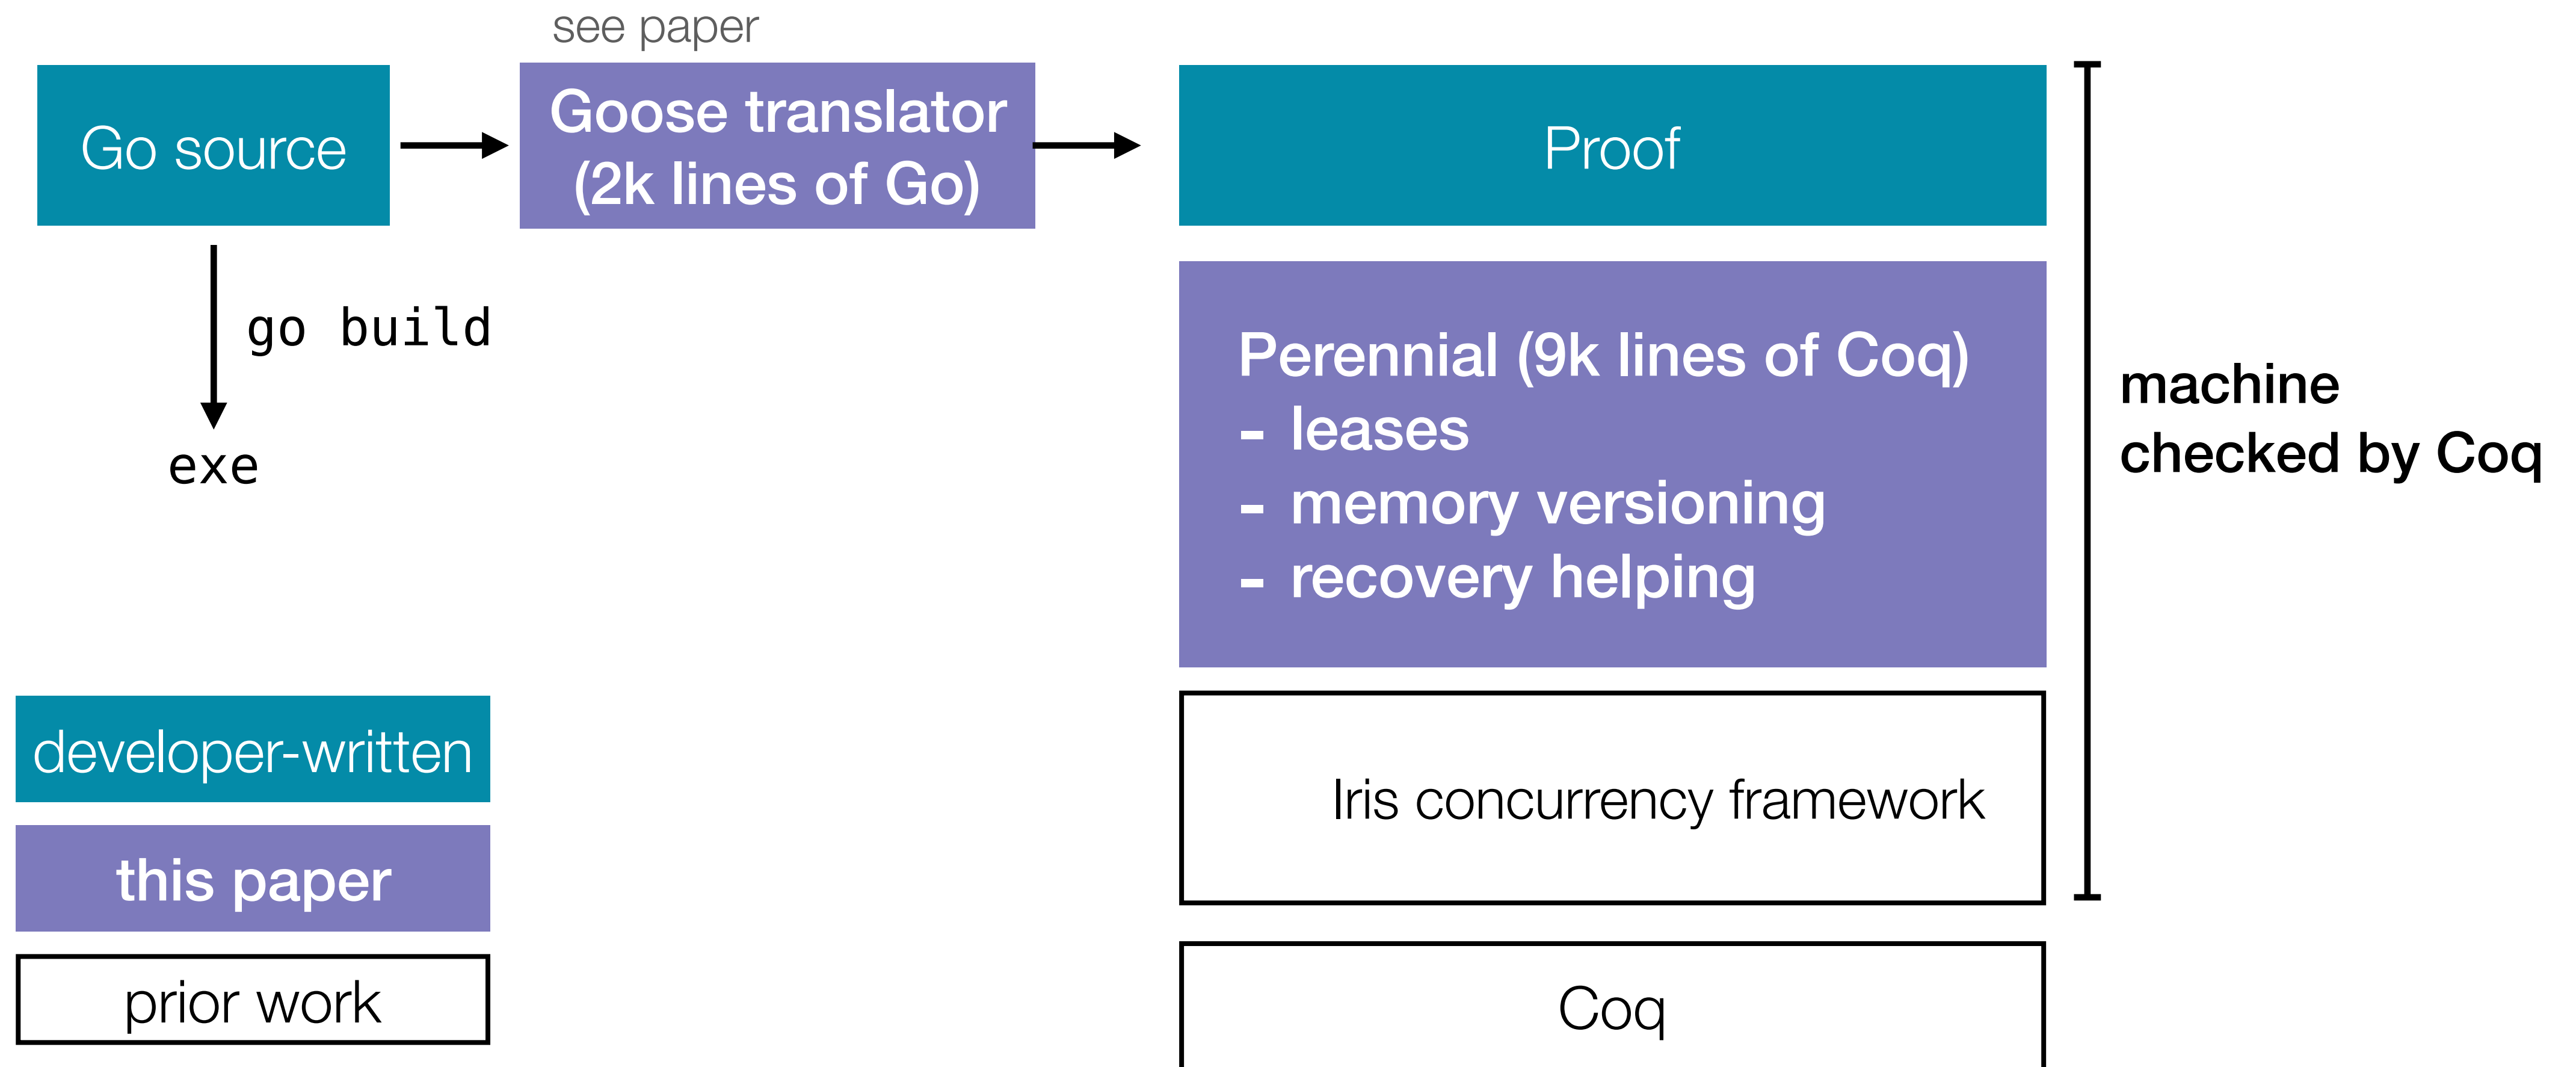 see paper
Go source
Goose translator
(2k lines of Go)
Proof
go build
exe
Perennial (9k lines of Coq)
- leases
- memory versioning
- recovery helping
machine
checked by Coq
Iris concurrency framework
Coq
developer-written
this paper
prior work